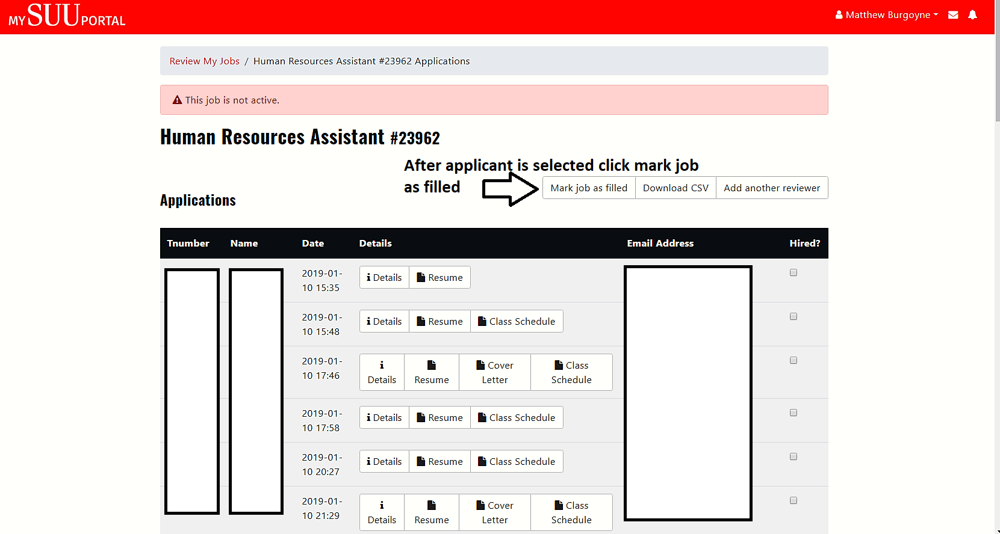 MY SUU PORTAL
Matthew Burgoyne
Review My Jobs / Human Resources Assistant #23962 Applications
This job is not active.
Human Resources Assistant #23962
After applicant is selected click mark job
as filled
Mark job as filled Download CSV Add another reviewer
Applications
Tnumber Name Date Details Email Address Hired?
2019-01-
10 15:35
Details Resume
2019-01-
10 15:48
Details Resume Class Schedule
2019-01-
10 17:46
Details Resume Cover Letter Class Schedule
2019-01-
10 17:58
Details Resume Class Schedule
2019-01-
10 20:27
Details Resume Class Schedule
2019-01-
10 21:29
Details Resume Cover Letter Class Schedule